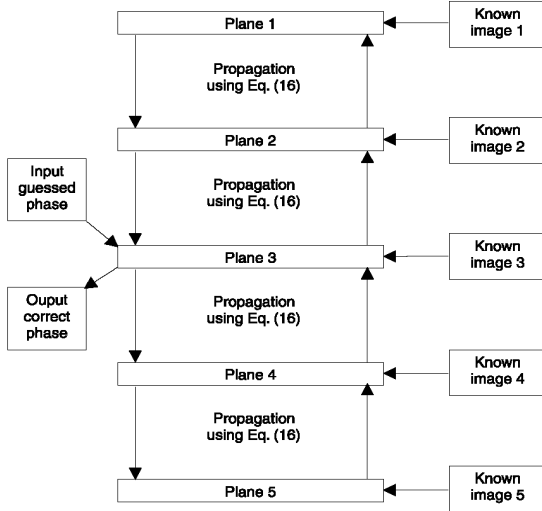 Plane 1
Known
image 1
Propagation
using Eq. (16)
Plane 2
Known
image 2
Input
guessed
phase
Propagation
using Eq. (16)
Plane 3
Known
image 3
Ouput
correct
phase
Propagation
using Eq. (16)
Plane 4
Known
image 4
Propagation
using Eq. (16)
Plane 5
Known
image 5